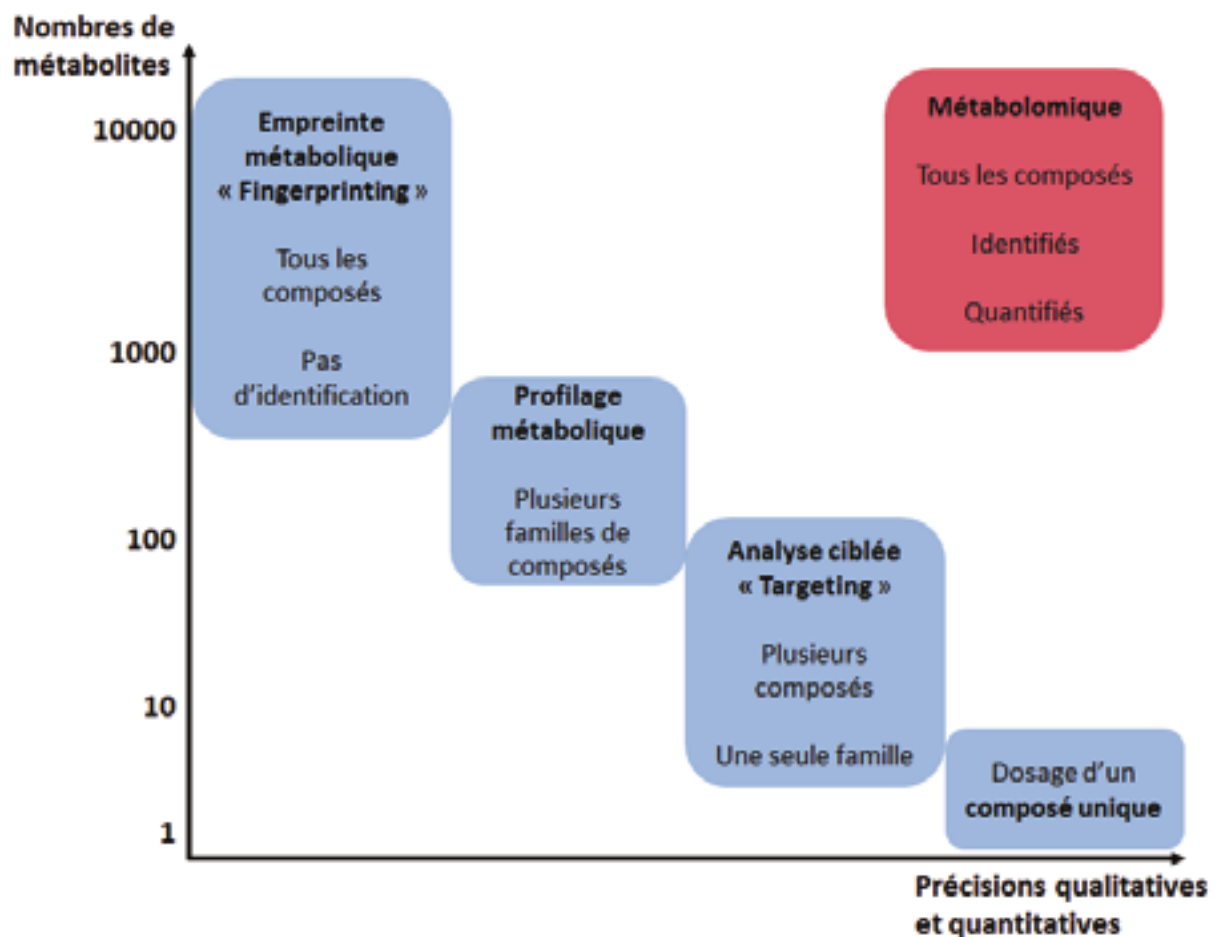 Nombres de
métabolites
10000
1000
100
10
1
Empreinte
métabolique
« Fingerprinting »
Tous les
composés
Pas
d'identification
Profilage
métabolique
Plusieurs
familles de
composés
Analyse ciblée
« Targeting »
Plusieurs
composés
Une seule famille
Dosage d'un
composé unique
Métabolomique
Tous les composés
Identifiés
Quantifiés
Précisions qualitatives
et quantitatives